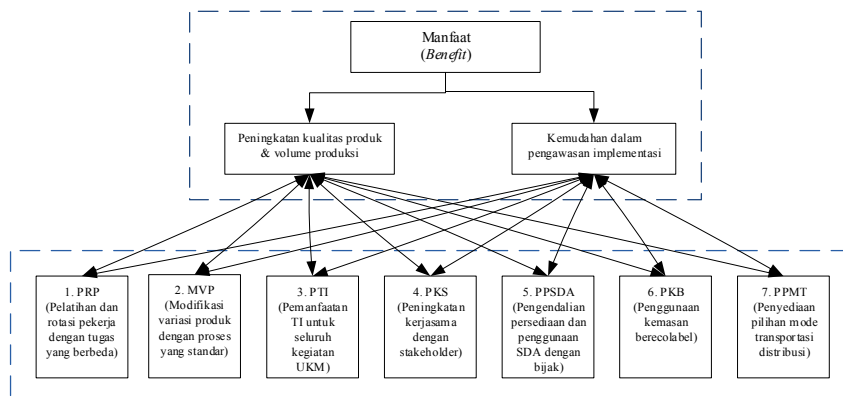 Manfaat
(Benefit)
Peningkatan kualitas produk
& volume produksi
Kemudahan dalam
pengawasan implementasi
1. PRP
(Pelatihan dan
rotasi pekerja
dengan tugas
yang berbeda)
2. MVP
(Modifikasi
variasi produk
dengan proses
yang standar)
3. PTI
(Pemanfaatan
TI untuk
seluruh
kegiatan
UKM)
4. PKS
(Peningkatan
kerjasama
dengan
stakeholder)
5. PPSDA
(Pengendalian
persediaan dan
penggunaan
SDA dengan
bijak)
6. PKB
(Penggunaan
kemasan
berecolabel)
7. PPMT
(Penyediaan
pilihan mode
transportasi
distribusi)